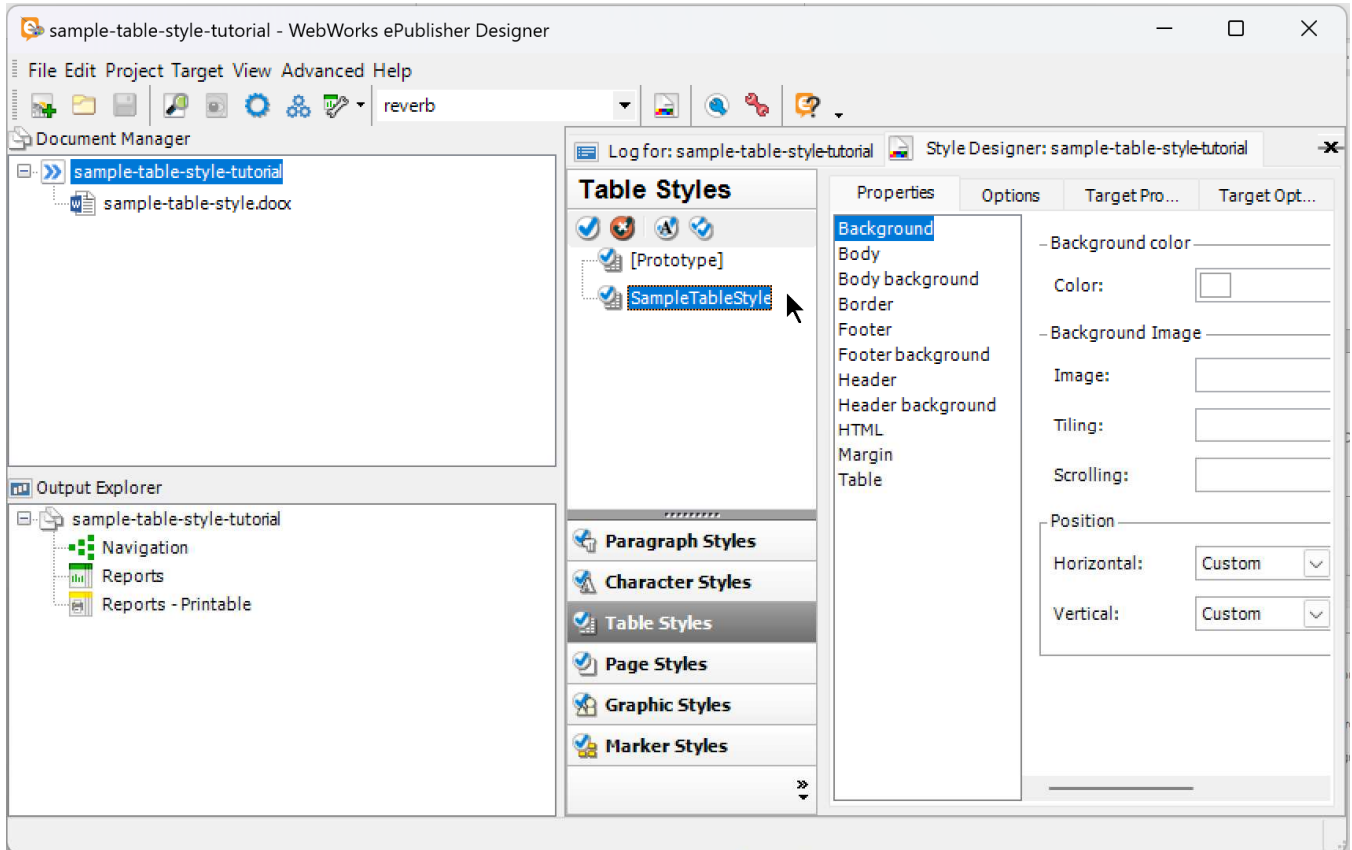 sample-table-style-tutorial - WebWorks ePublisher Designer
File Edit Project Target View Advanced Help
reverb
Document Manager
sample-table-style-tutorial
sample-table-style.docx
Output Explorer
sample-table-style-tutorial
Navigation
Reports
Reports - Printable
Log for: sample-table-style-tutorial
Style Designer: sample-table-style-tutorial
Table Styles
[Prototype]
SampleTableStyle
Paragraph Styles
Character Styles
Table Styles
Page Styles
Graphic Styles
Marker Styles
Properties
Options
Target Pro...
Target Opt...
Background
Body
Body background
Border
Footer
Footer background
Header
Header background
HTML
Margin
Table
Background color
Color:
Background Image
Image:
Tiling:
Scrolling:
Position
Horizontal: Custom
Vertical: Custom